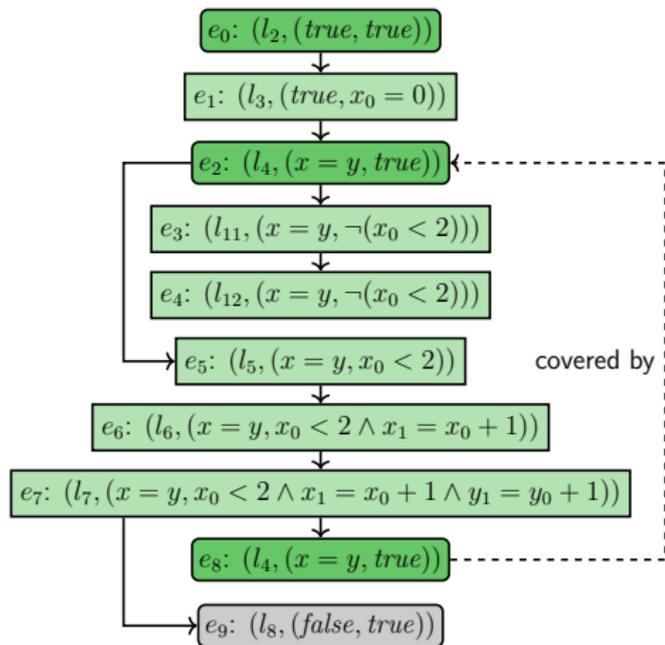 e₀: (l₂, (true, true))
e₁: (l₃, (true, x₀ = 0))
e₂: (l₄, (x = y, true))
e₃: (l₁₁, (x = y, ¬(x₀ < 2)))
e₄: (l₁₂, (x = y, ¬(x₀ < 2)))
e₅: (l₅, (x = y, x₀ < 2))
covered by
e₆: (l₆, (x = y, x₀ < 2 ∧ x₁ = x₀ + 1))
e₇: (l₇, (x = y, x₀ < 2 ∧ x₁ = x₀ + 1 ∧ y₁ = y₀ + 1))
e₈: (l₄, (x = y, true))
e₉: (l₈, (false, true))